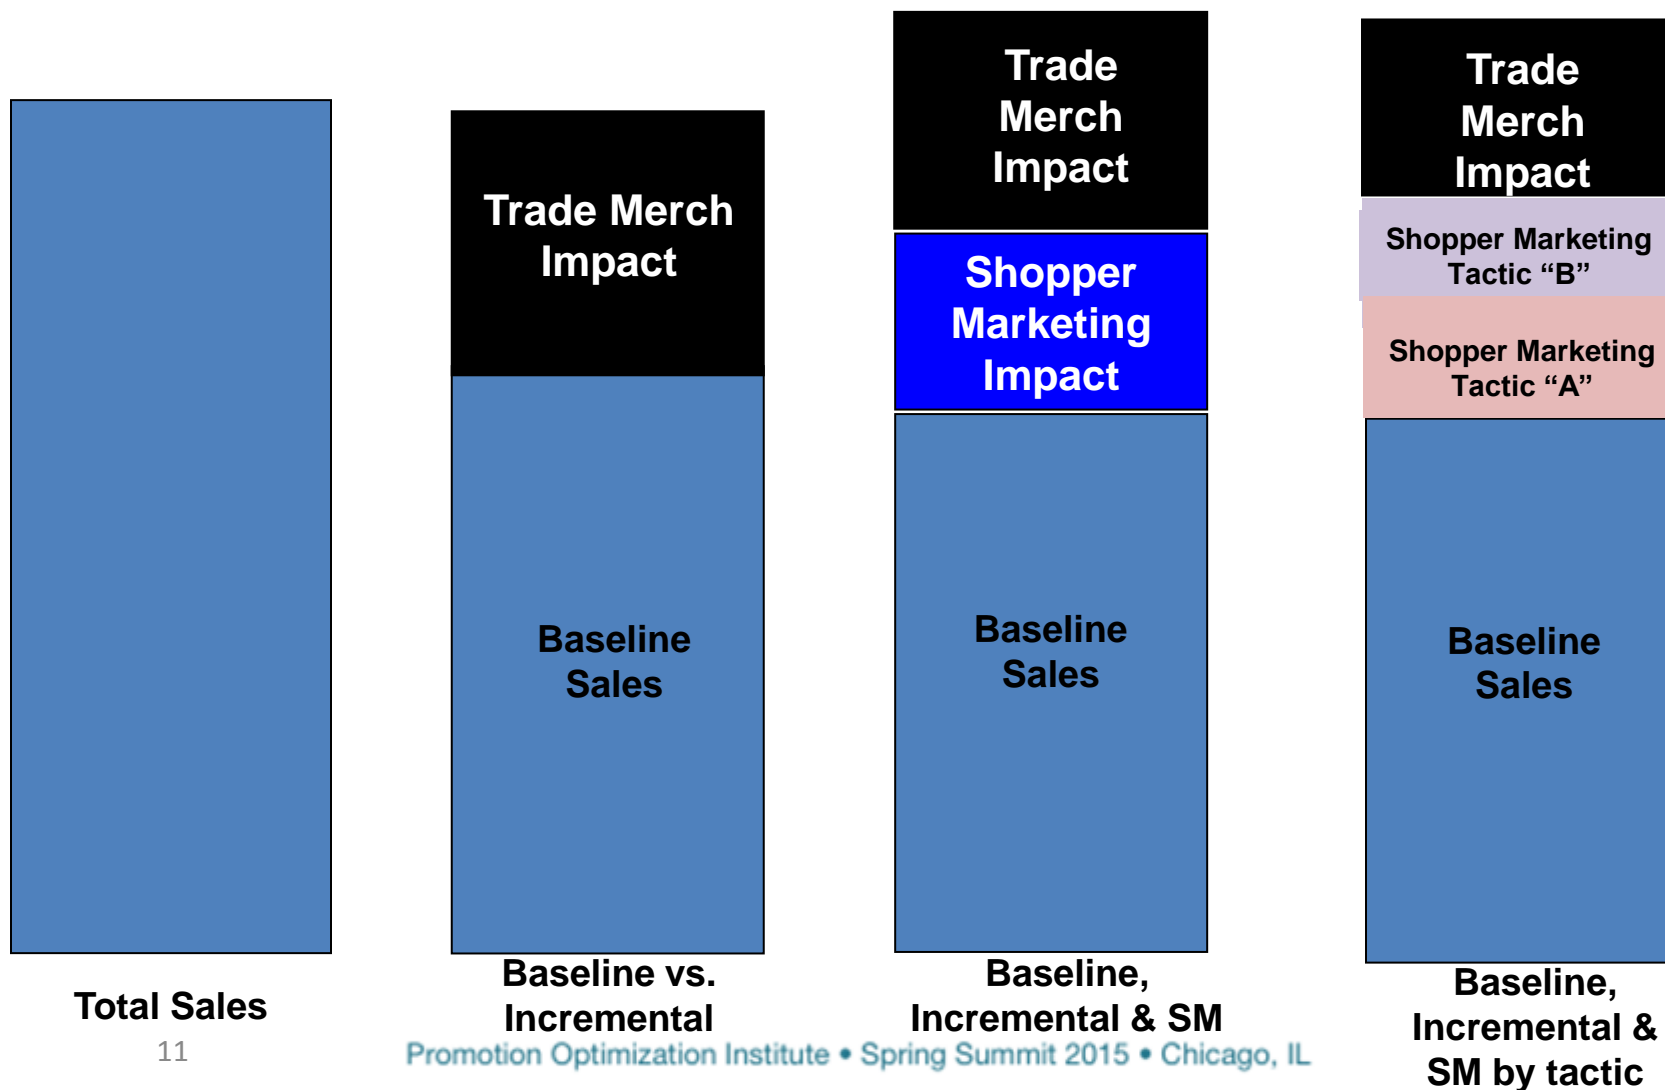 Trade Merch
Impact
Baseline
Sales
Trade
Merch
Impact
Shopper
Marketing
Impact
Baseline
Sales
Trade
Merch
Impact
Shopper Marketing
Tactic “B”
Shopper Marketing
Tactic “A”
Baseline
Sales
Total Sales
Baseline vs.
Incremental
Baseline,
Incremental & SM
Baseline,
Incremental &
SM by tactic
11
Promotion Optimization Institute • Spring Summit 2015 • Chicago, IL